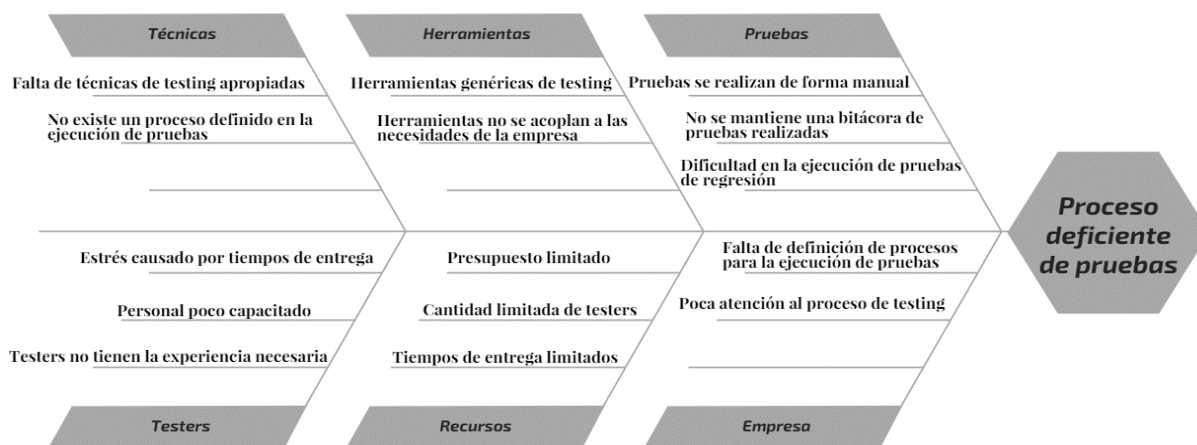 Técnicas
Herramientas
Pruebas
Falta de técnicas de testing apropiadas
No existe un proceso definido en la
ejecución de pruebas
Herramientas genéricas de testing
Herramientas no se acoplan a las
necesidades de la empresa
Pruebas se realizan de forma manual
No se mantiene una bitácora de
pruebas realizadas
Dificultad en la ejecución de pruebas
de regresión
Proceso
deficiente
de pruebas
Estrés causado por tiempos de entrega
Personal poco capacitado
Testers no tienen la experiencia necesaria
Presupuesto limitado
Cantidad limitada de testers
Tiempos de entrega limitados
Falta de definición de procesos
para la ejecución de pruebas
Poca atención al proceso de testing
Testers
Recursos
Empresa